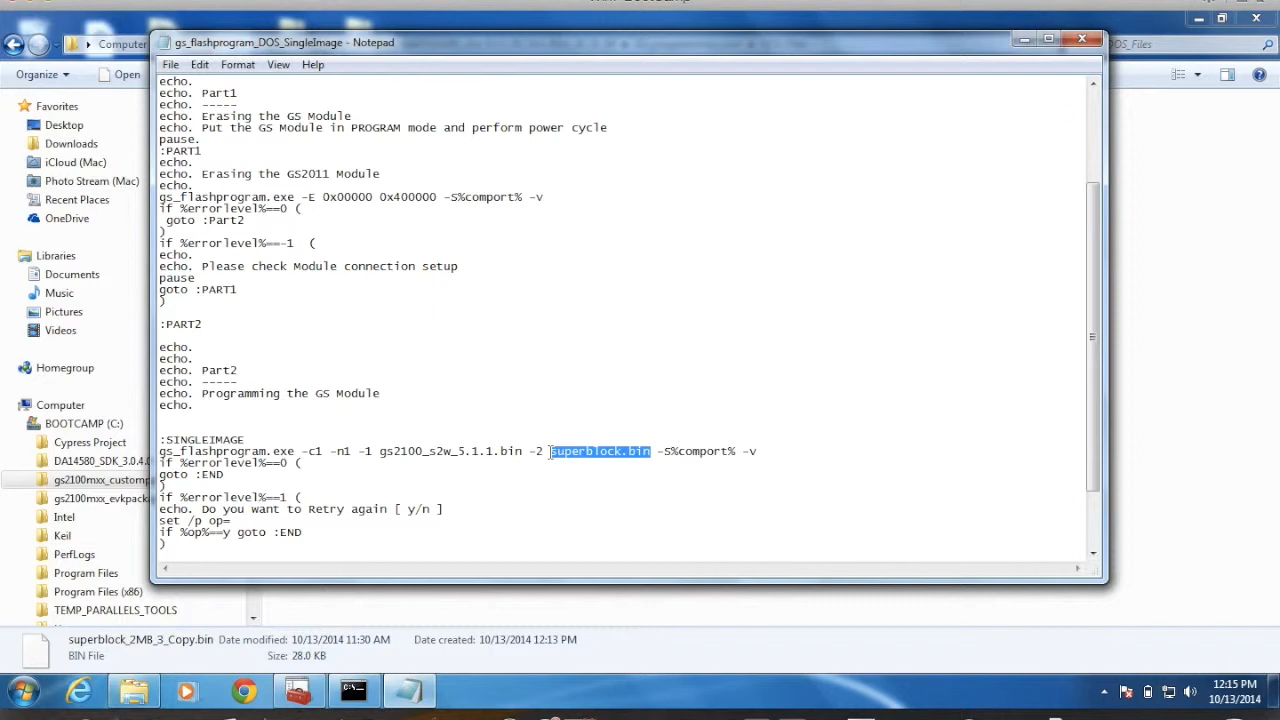 Computer
gs_flashprogram_DOS_SingleImage - Notepad
DOS_Files
File Edit Format View Help
Organize
Open
Favorites
Desktop
Downloads
iCloud (Mac)
Photo Stream (Mac)
Recent Places
OneDrive
Libraries
Documents
Music
Pictures
Videos
Homegroup
Computer
BOOTCAMP (C:)
Cypress Project
DA14580_SDK_3.0.4.0
gs2100mxx_customp
gs2100mxx_evkpacka
Intel
Keil
PerfLogs
Program Files
Program Files (x86)
TEMP_PARALLELS_TOOLS
echo.
echo. Part1
echo. -----
echo. Erasing the GS Module
echo. Put the GS Module in PROGRAM mode and perform power cycle
pause.
:PART1
echo.
echo. Erasing the GS2011 Module
echo.
gs_flashprogram.exe -E 0x00000 0x400000 -S%comport% -v
if %errorlevel%==0 (
goto :Part2
)
if %errorlevel%==-1 (
echo.
echo. Please check Module connection setup
pause
goto :PART1
)
:PART2
echo.
echo.
echo. Part2
echo. -----
echo. Programming the GS Module
echo.
:SINGLEIMAGE
gs_flashprogram.exe -c1 -n1 -1 gs2100_s2w_5.1.1.bin -2 superblock.bin -S%comport% -v
if %errorlevel%==0 (
goto :END
)
if %errorlevel%==1 (
echo. Do you want to Retry again [ y/n ]
set /p op=
if %op%==y goto :END
)
superblock_2MB_3_Copy.bin Date modified: 10/13/2014 11:30 AM Date created: 10/13/2014 12:13 PM
BIN File Size: 28.0 KB
12:15 PM
10/13/2014